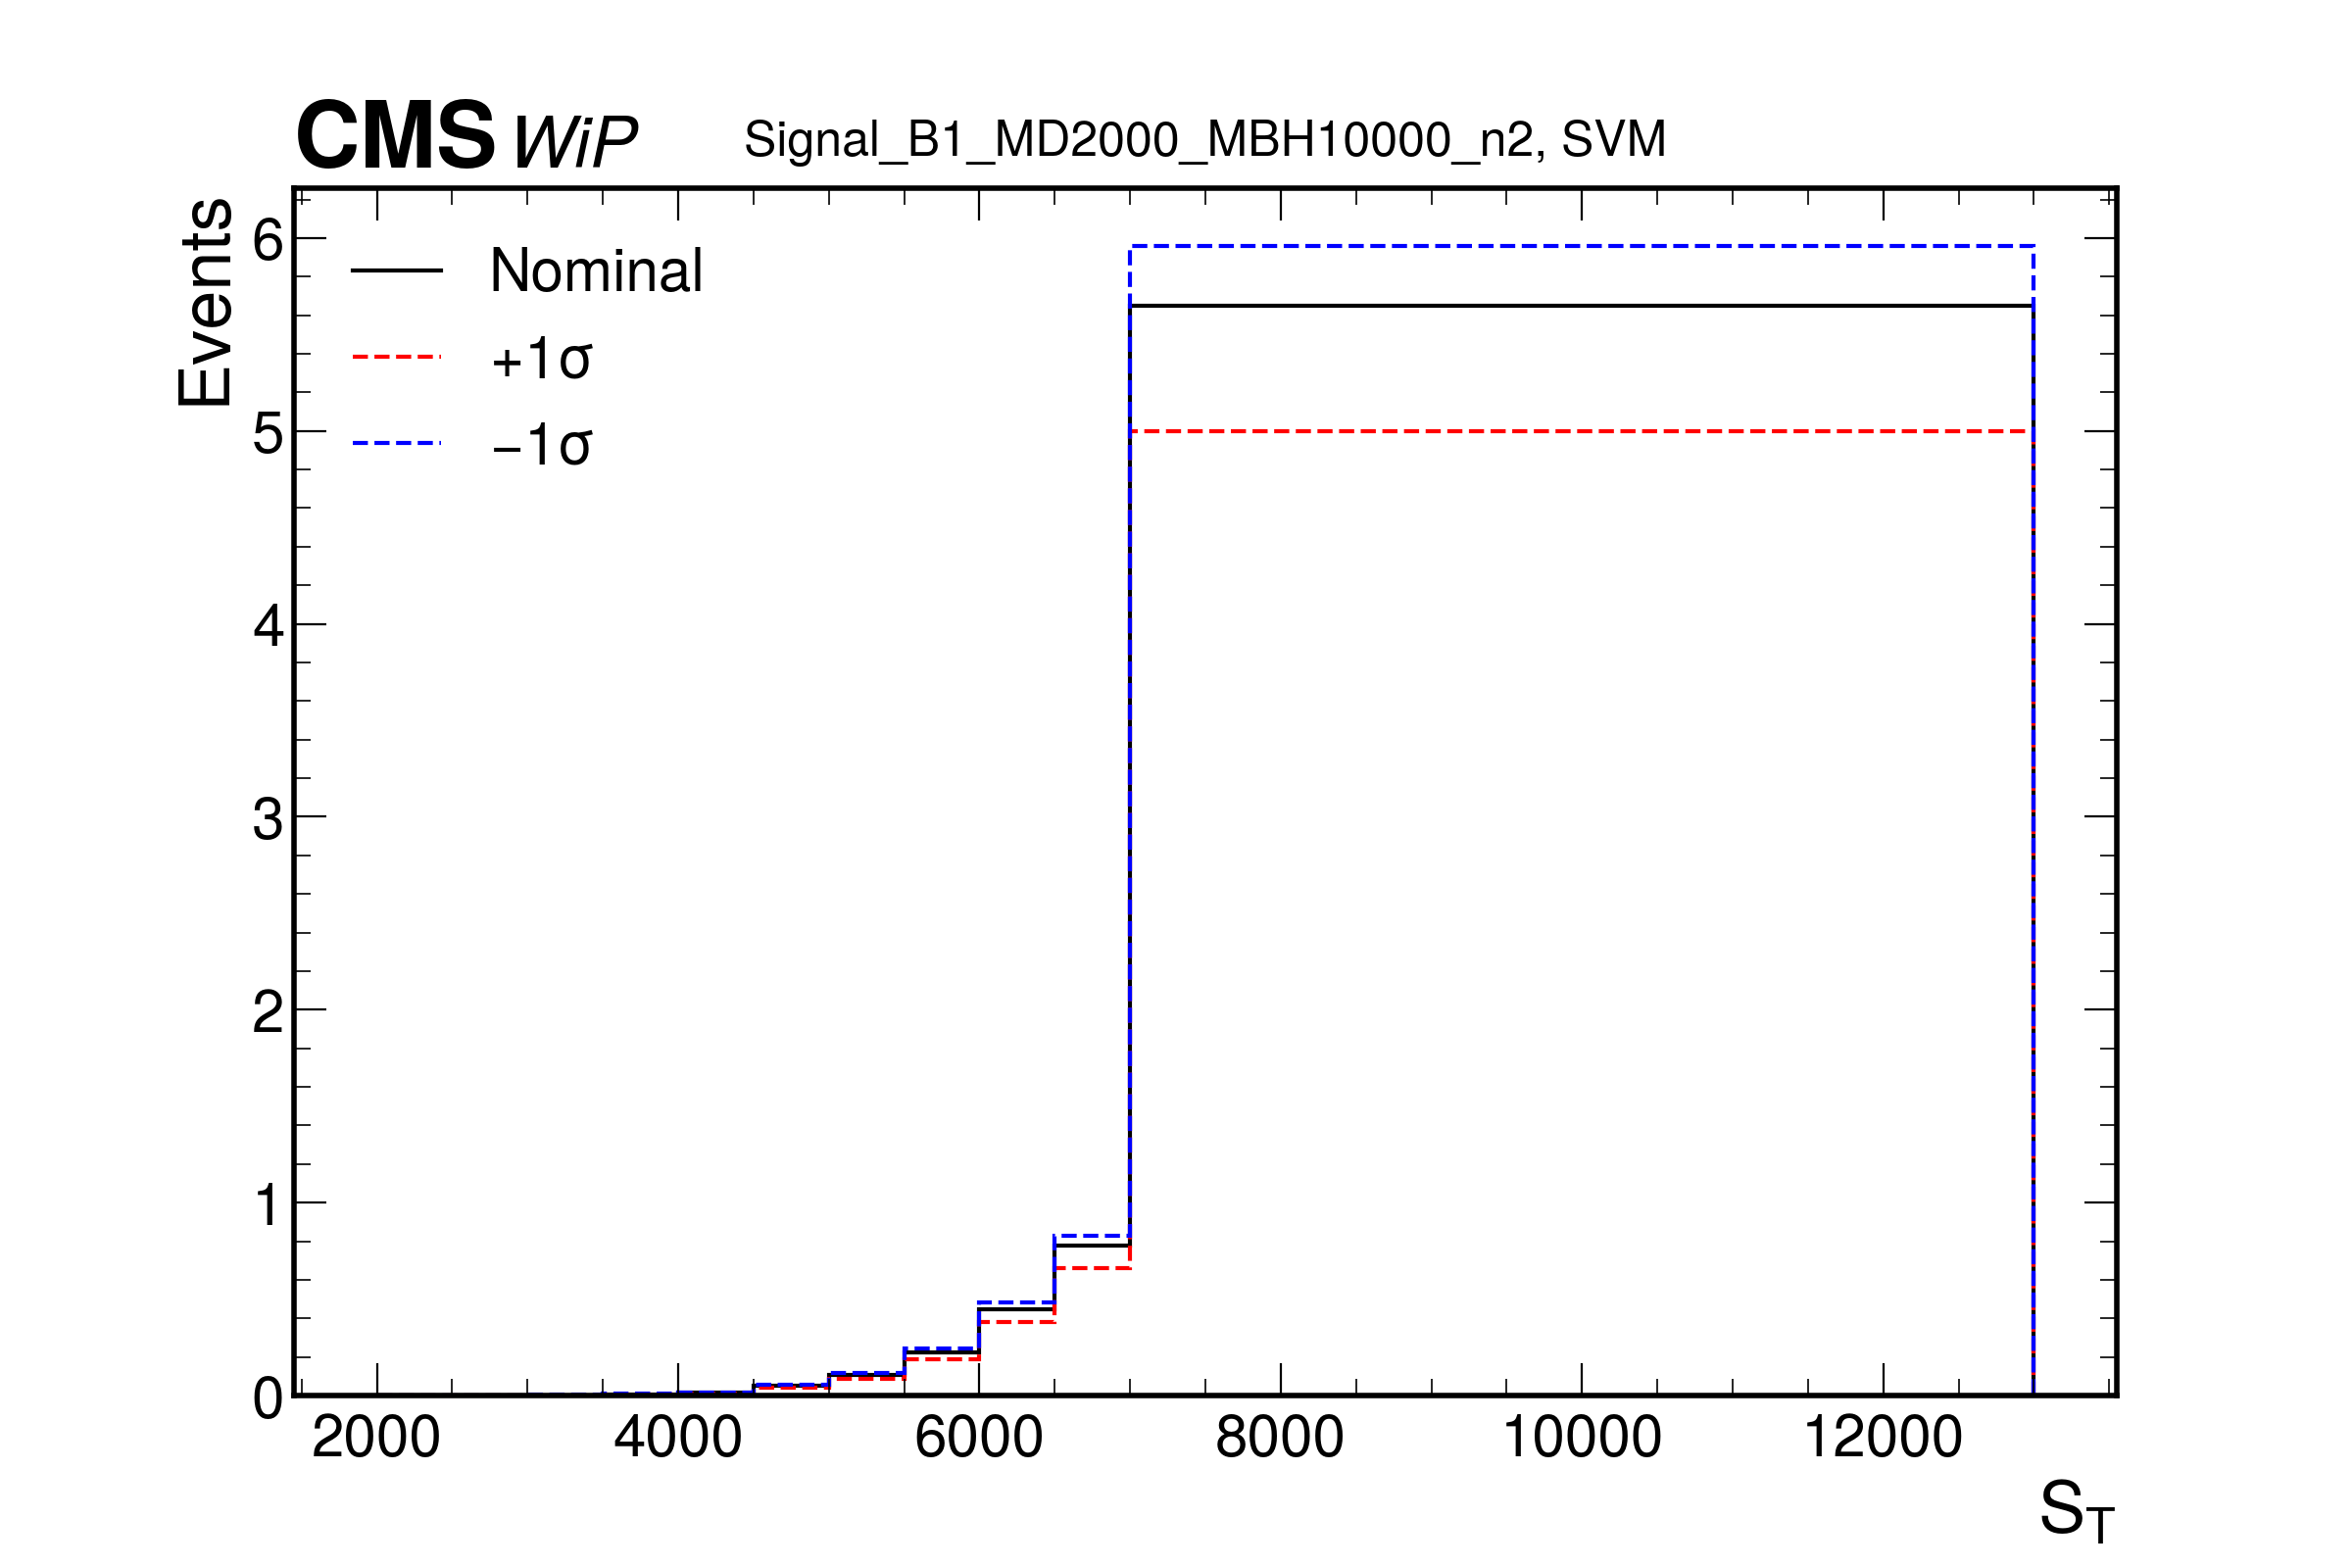 CMS WiP Signal_B1_MD2000_MBH10000_n2, SVM
Events
Nominal
+1σ
−1σ
6
5
4
3
2
1
0
2000 4000 6000 8000 10000 12000
S_T